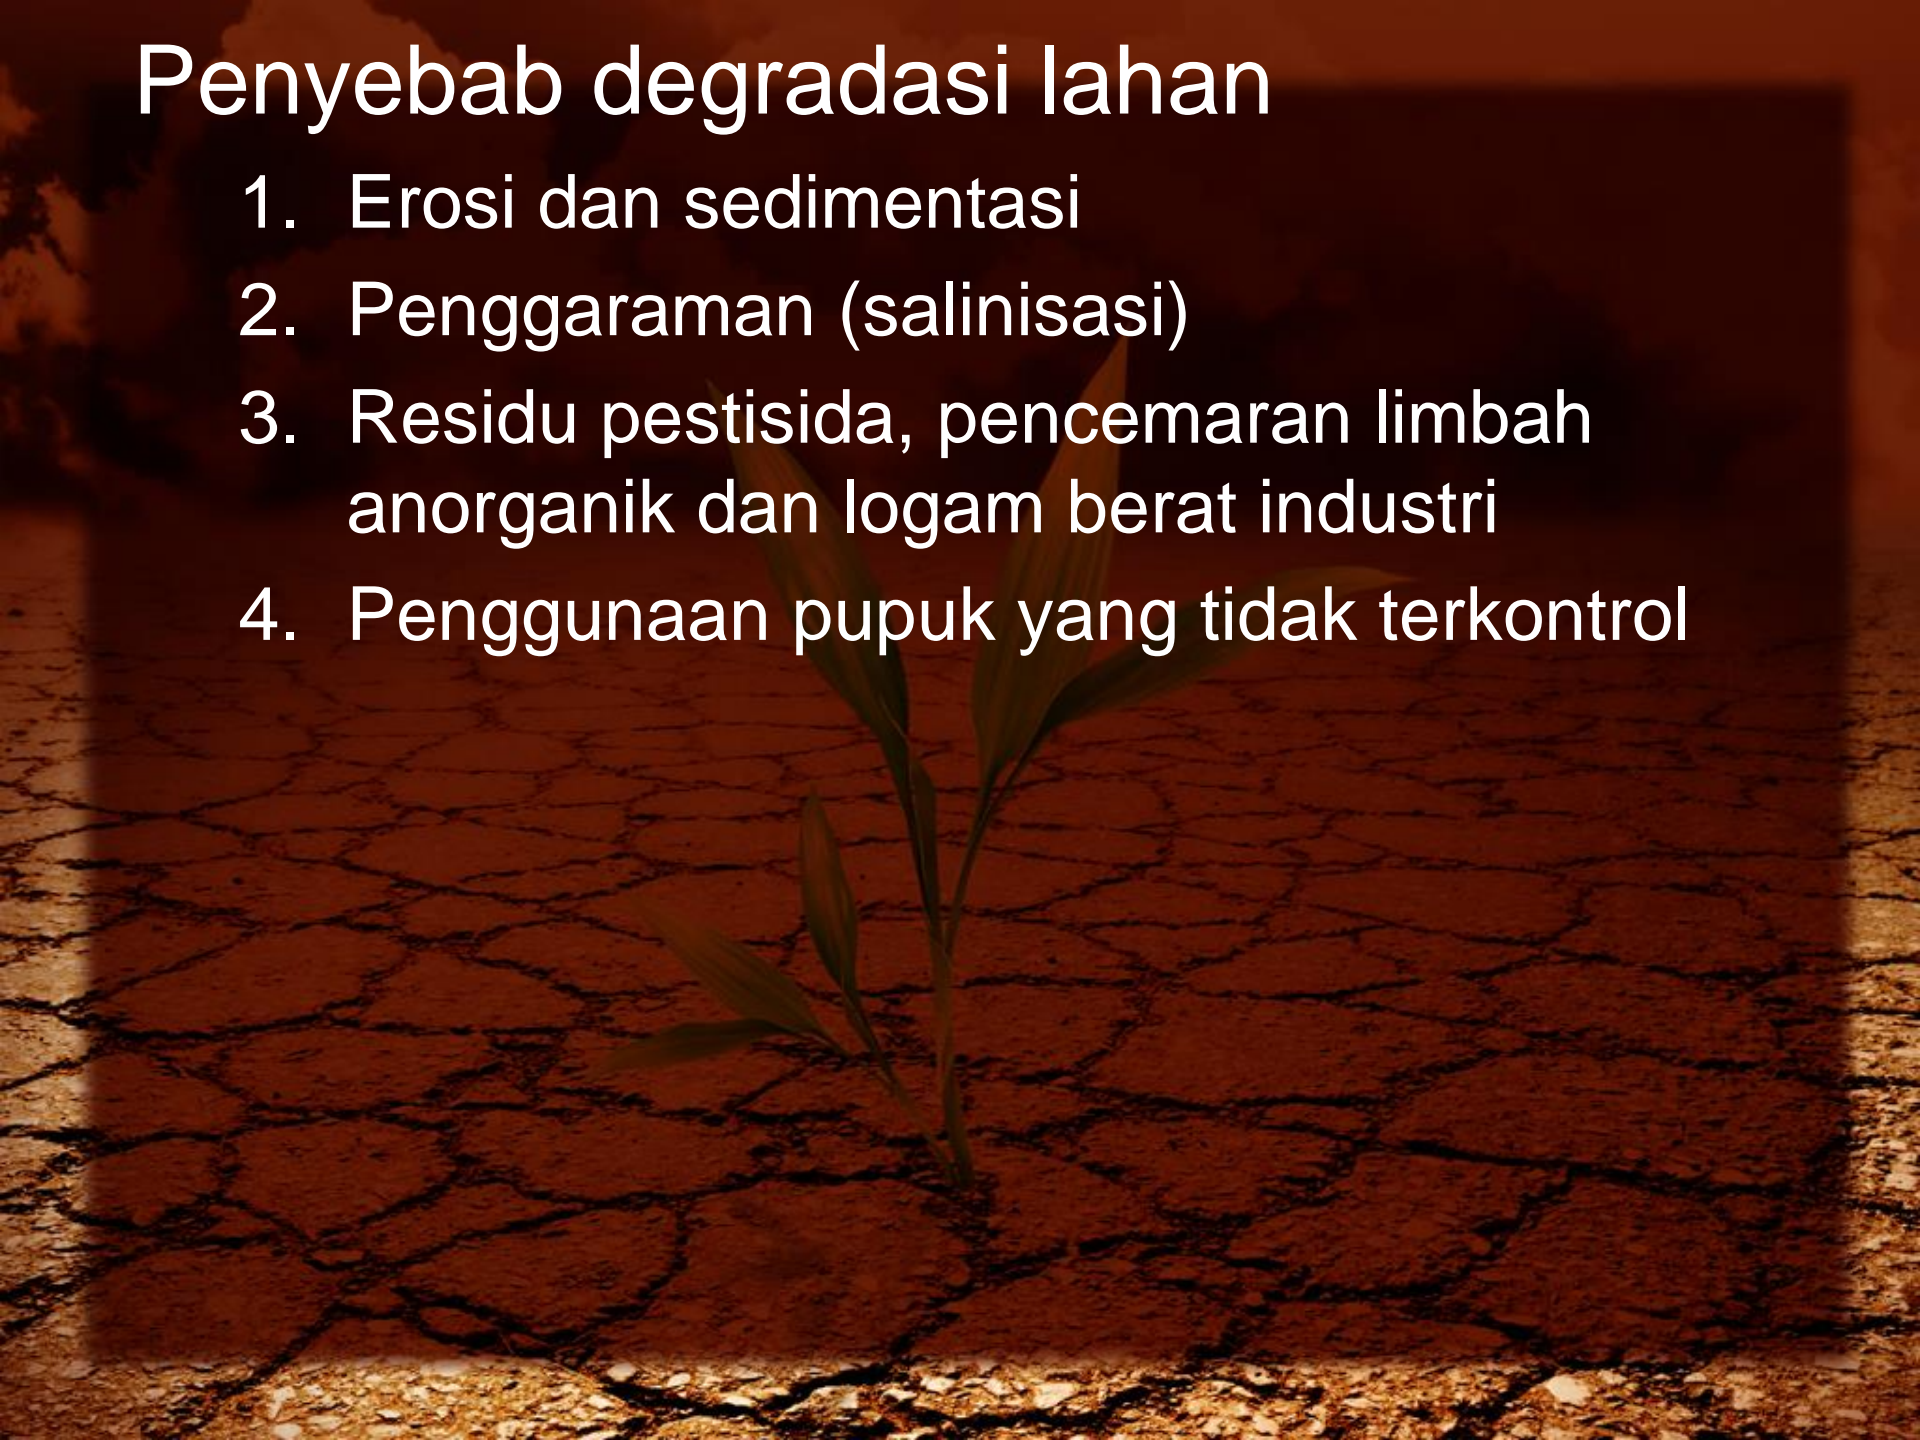 Penyebab degradasi lahan
1. Erosi dan sedimentasi
2. Penggaraman (salinisasi)
3. Residu pestisida, pencemaran limbah
anorganik dan logam berat industri
4. Penggunaan pupuk yang tidak terkontrol